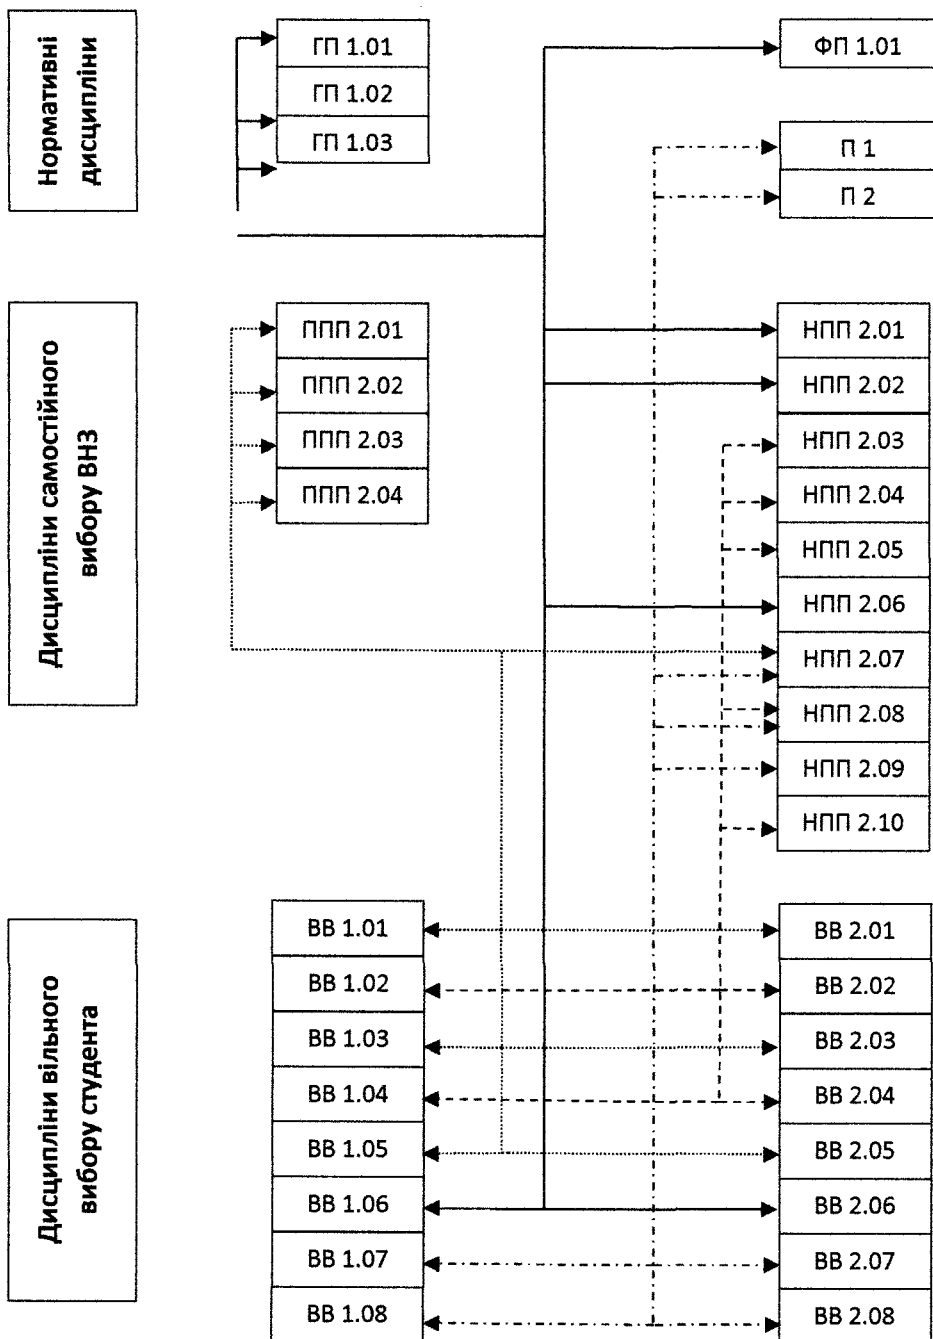 Нормативні
дисципліни
ГП 1.01
ГП 1.02
ГП 1.03
ФП 1.01
П 1
П 2
Дисципліни самостійного
вибору ВНЗ
ППП 2.01
ППП 2.02
ППП 2.03
ППП 2.04
НПП 2.01
НПП 2.02
НПП 2.03
НПП 2.04
НПП 2.05
НПП 2.06
НПП 2.07
НПП 2.08
НПП 2.09
НПП 2.10
Дисципліни вільного
вибору студента
ВВ 1.01
ВВ 1.02
ВВ 1.03
ВВ 1.04
ВВ 1.05
ВВ 1.06
ВВ 1.07
ВВ 1.08
ВВ 2.01
ВВ 2.02
ВВ 2.03
ВВ 2.04
ВВ 2.05
ВВ 2.06
ВВ 2.07
ВВ 2.08